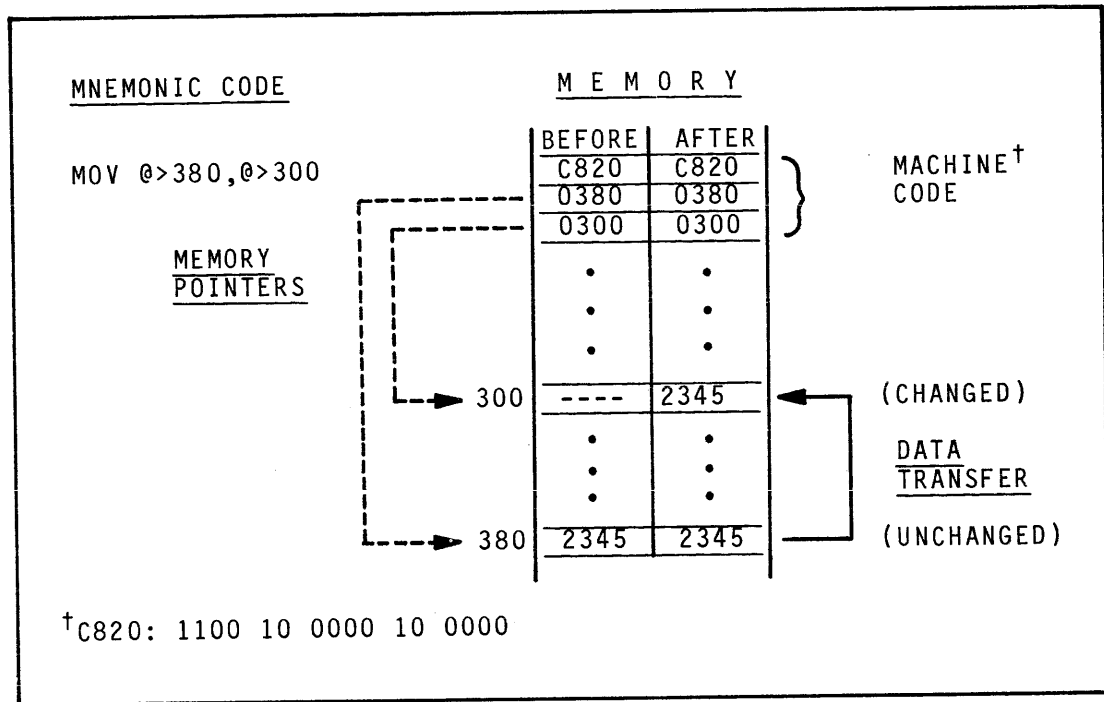 MNEMONIC CODE
M E M O R Y
BEFORE AFTER
MOV @>380,@>300
C820 C820
0380 0380
0300 0300
MACHINE†
CODE
MEMORY
POINTERS
300 ---- 2345 (CHANGED)
DATA
TRANSFER
380 2345 2345 (UNCHANGED)
†C820: 1100 10 0000 10 0000